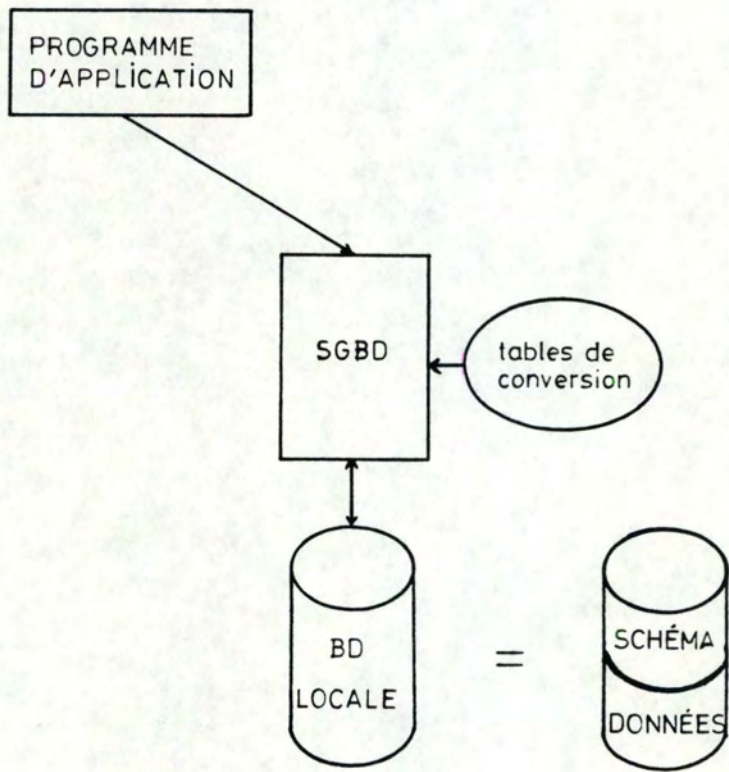 PROGRAMME
D'APPLICATION
SGBD
tables de
conversion
BD
LOCALE
=
SCHÉMA
DONNÉES